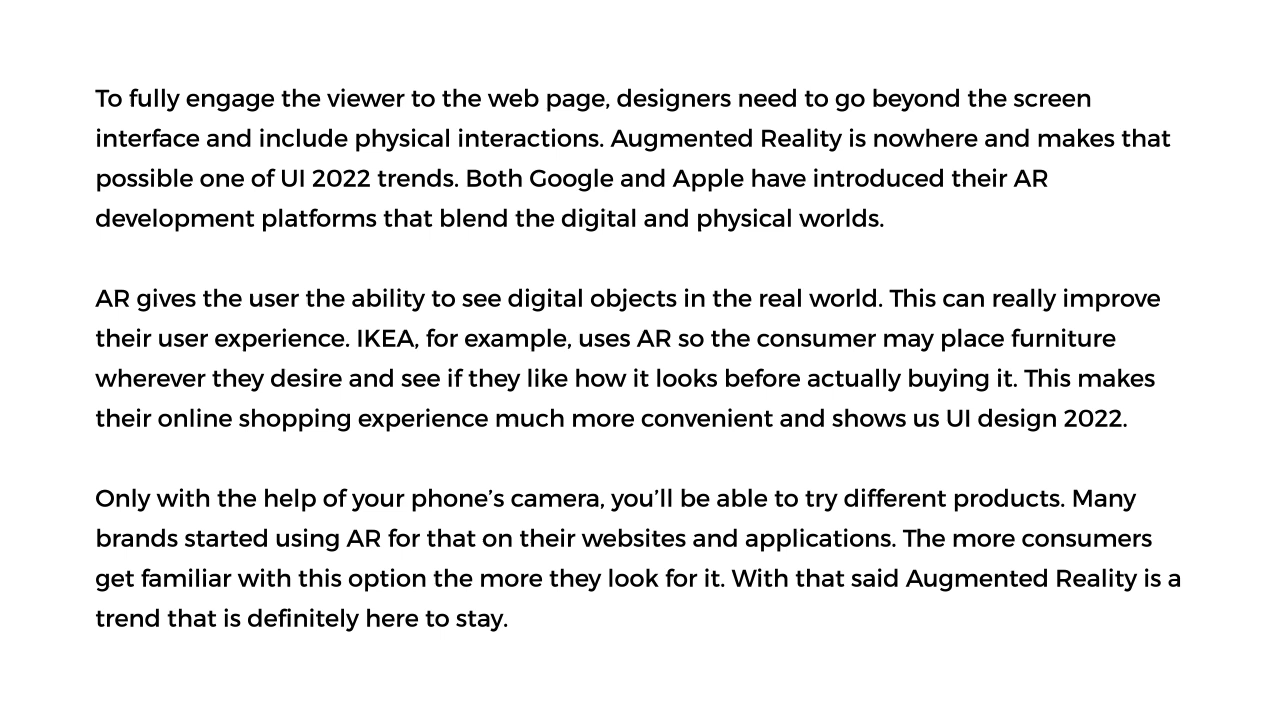 To fully engage the viewer to the web page, designers need to go beyond the screen
interface and include physical interactions. Augmented Reality is nowhere and makes that
possible one of UI 2022 trends. Both Google and Apple have introduced their AR
development platforms that blend the digital and physical worlds.
AR gives the user the ability to see digital objects in the real world. This can really improve
their user experience. IKEA, for example, uses AR so the consumer may place furniture
wherever they desire and see if they like how it looks before actually buying it. This makes
their online shopping experience much more convenient and shows us UI design 2022.
Only with the help of your phone’s camera, you’ll be able to try different products. Many
brands started using AR for that on their websites and applications. The more consumers
get familiar with this option the more they look for it. With that said Augmented Reality is a
trend that is definitely here to stay.